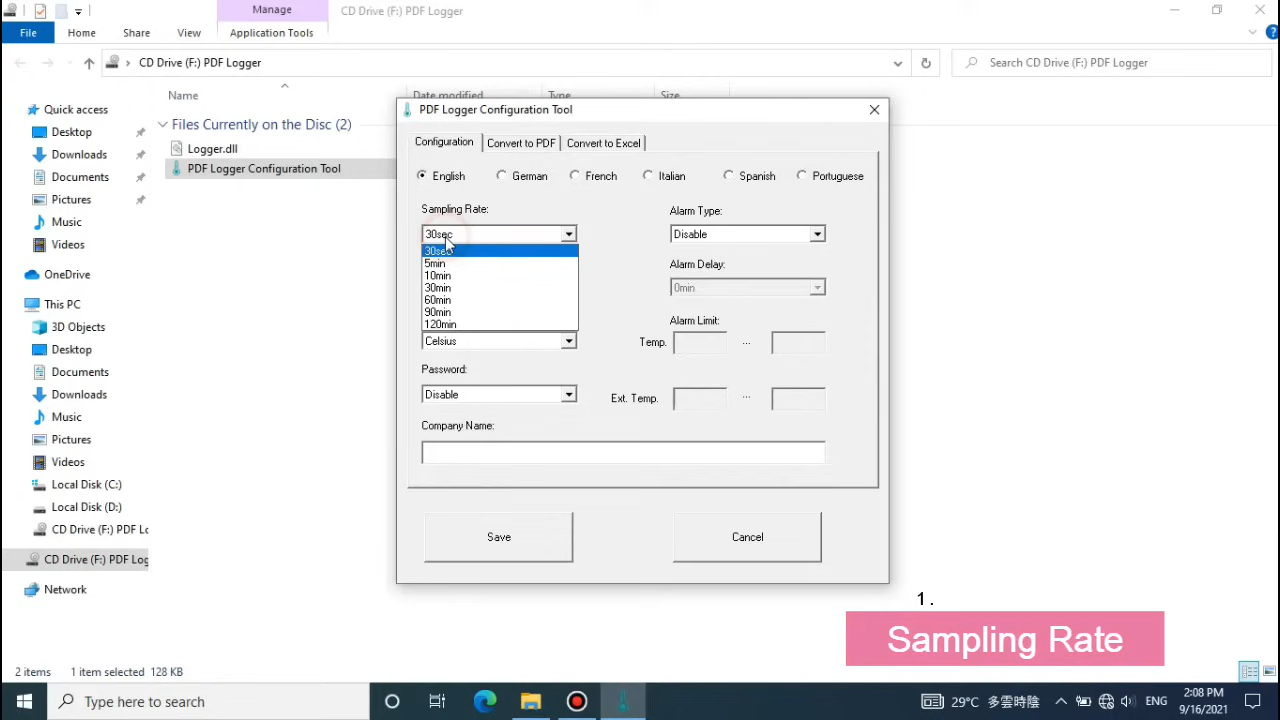 Manage
CD Drive (F:) PDF Logger
File
Home
Share
View
Application Tools
CD Drive (F:) PDF Logger
Search CD Drive (F:) PDF Logger
Quick access
Desktop
Downloads
Documents
Pictures
Music
Videos
OneDrive
This PC
3D Objects
Desktop
Documents
Downloads
Music
Pictures
Videos
Local Disk (C:)
Local Disk (D:)
CD Drive (F:) PDF Lo
CD Drive (F:) PDF Log
Network
Name
Date modified
Type
Size
Files Currently on the Disc (2)
Logger.dll
PDF Logger Configuration Tool
PDF Logger Configuration Tool
Configuration
Convert to PDF
Convert to Excel
English
German
French
Italian
Spanish
Portuguese
Sampling Rate:
30sec
30sec
5min
10min
30min
60min
90min
120min
Celsius
Password:
Disable
Company Name:
Alarm Type:
Disable
Alarm Delay:
0min
Alarm Limit:
Temp.
...
Ext. Temp.
...
Save
Cancel
1.
Sampling Rate
2 items
1 item selected 128 KB
Type here to search
29°C 多雲時陰
ENG
2:08 PM
9/16/2021